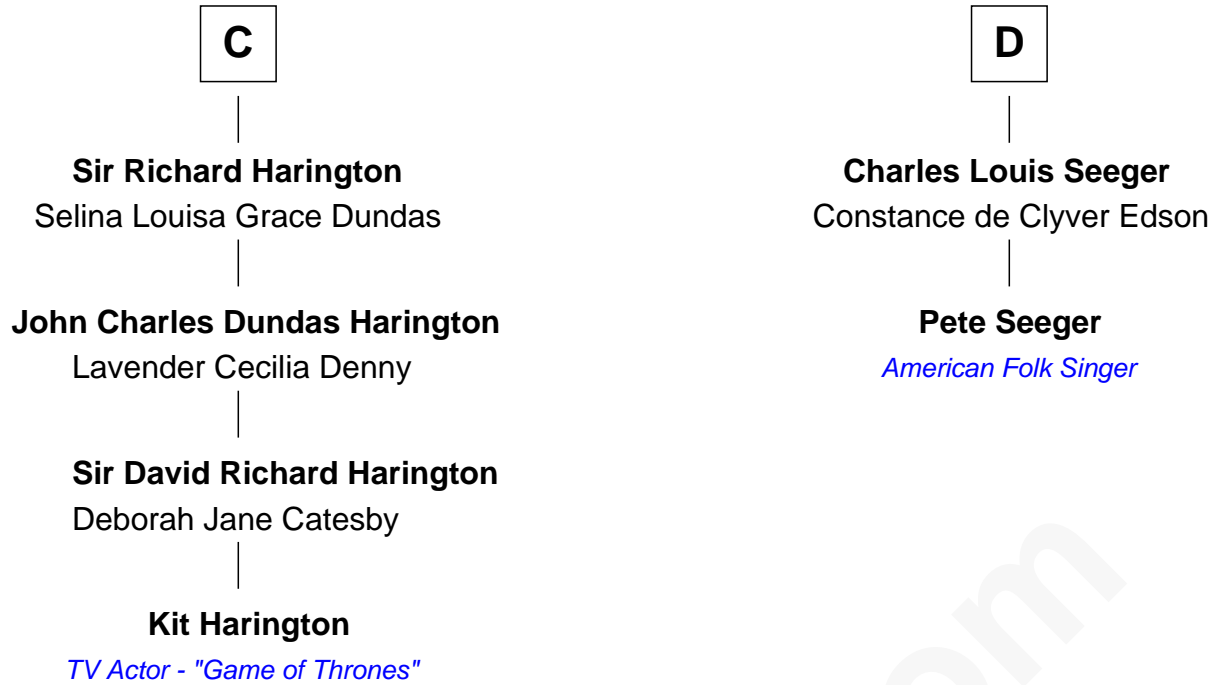 C
Sir Richard Harington
Selina Louisa Grace Dundas
John Charles Dundas Harington
Lavender Cecilia Denny
Sir David Richard Harington
Deborah Jane Catesby
Kit Harington
TV Actor - "Game of Thrones"
D
Charles Louis Seeger
Constance de Clyver Edson
Pete Seeger
American Folk Singer
om